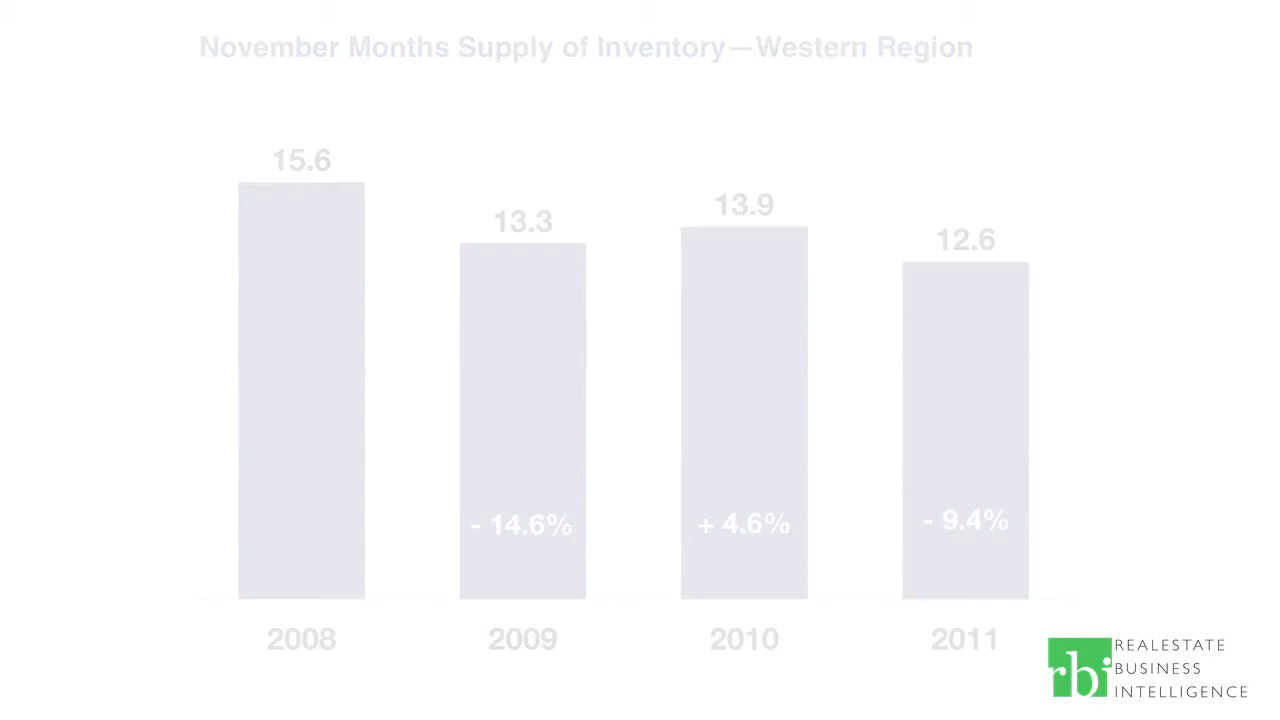 November Months Supply of Inventory—Western Region
15.6
13.3
13.9
12.6
- 14.6%
+ 4.6%
- 9.4%
2008
2009
2010
2011
rbi
REALESTATE
BUSINESS
INTELLIGENCE